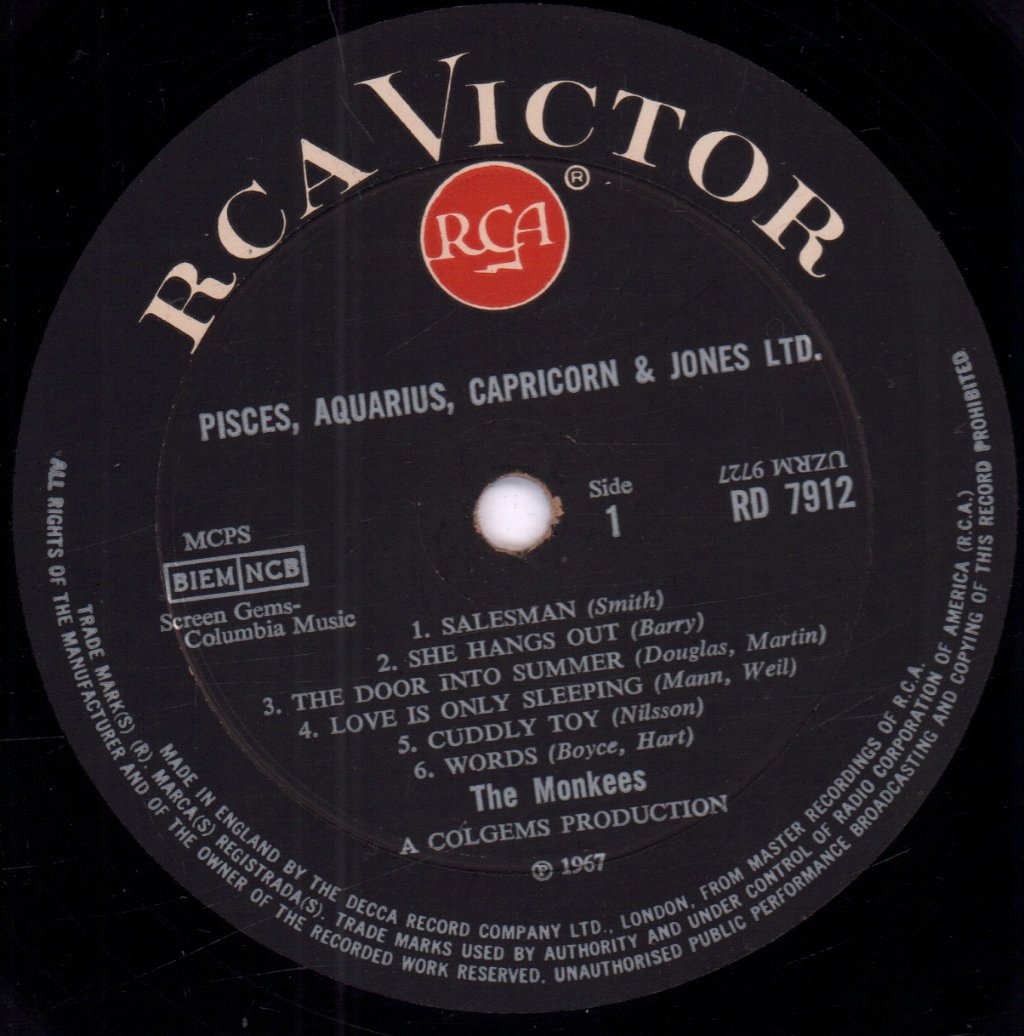 RCA VICTOR
RCA ®
PISCES, AQUARIUS, CAPRICORN & JONES LTD.
UZRM 9727
Side
1
RD 7912
MCPS
BIEM NCB
Screen Gems-
Columbia Music
1. SALESMAN (Smith)
2. SHE HANGS OUT (Barry)
3. THE DOOR INTO SUMMER (Douglas, Martin)
4. LOVE IS ONLY SLEEPING (Mann, Weil)
5. CUDDLY TOY (Nilsson)
6. WORDS (Boyce, Hart)
The Monkees
A COLGEMS PRODUCTION
℗ 1967
MADE IN ENGLAND BY THE DECCA RECORD COMPANY LTD., LONDON, FROM MASTER RECORDINGS OF R.C.A.
TRADE MARK(S) (R). MARCA(S) REGISTRADA(S). TRADE MARKS USED BY AUTHORITY AND UNDER CONTROL OF RADIO CORPORATION OF AMERICA (R.C.A.)
ALL RIGHTS OF THE MANUFACTURER AND OF THE OWNER OF THE RECORDED WORK RESERVED. UNAUTHORISED PUBLIC PERFORMANCE BROADCASTING AND COPYING OF THIS RECORD PROHIBITED